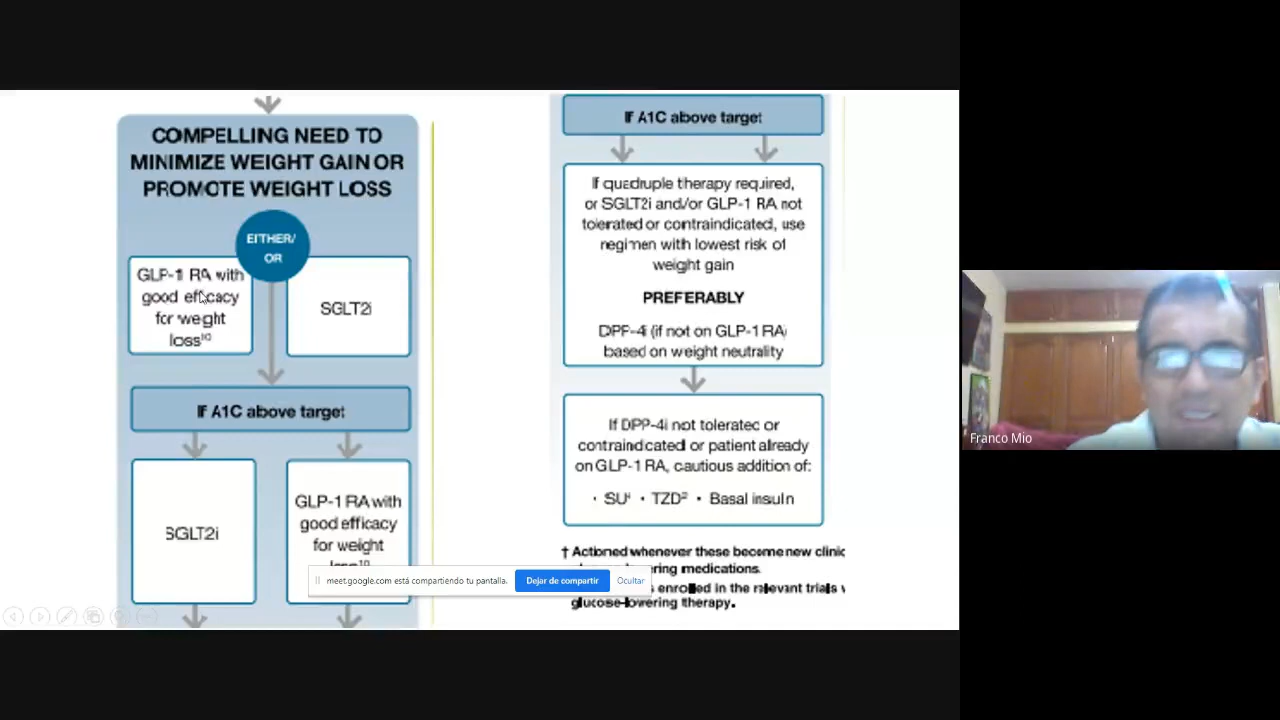 COMPELLING NEED TO
MINIMIZE WEIGHT GAIN OR
PROMOTE WEIGHT LOSS
EITHER/
OR
GLP-1 RA with
good efficacy
for weight
loss¹⁰
SGLT2i
IF A1C above target
SGLT2i
GLP-1 RA with
good efficacy
for weight
If A1C above target
If quadruple therapy required,
or SGLT2i and/or GLP-1 RA not
tolerated or contraindicated, use
regimen with lowest risk of
weight gain
PREFERABLY
DPP-4i (if not on GLP-1 RA)
based on weight neutrality
If DPP-4i not tolerated or
contraindicated or patient already
on GLP-1 RA, cautious addition of:
· SU⁴ · TZD² · Basal insulin
† Actioned whenever these become new clinic
medications.
enrolled in the relevant trials
glucose-lowering therapy.
meet.google.com está compartiendo tu pantalla.
Dejar de compartir
Ocultar
Franco Mio